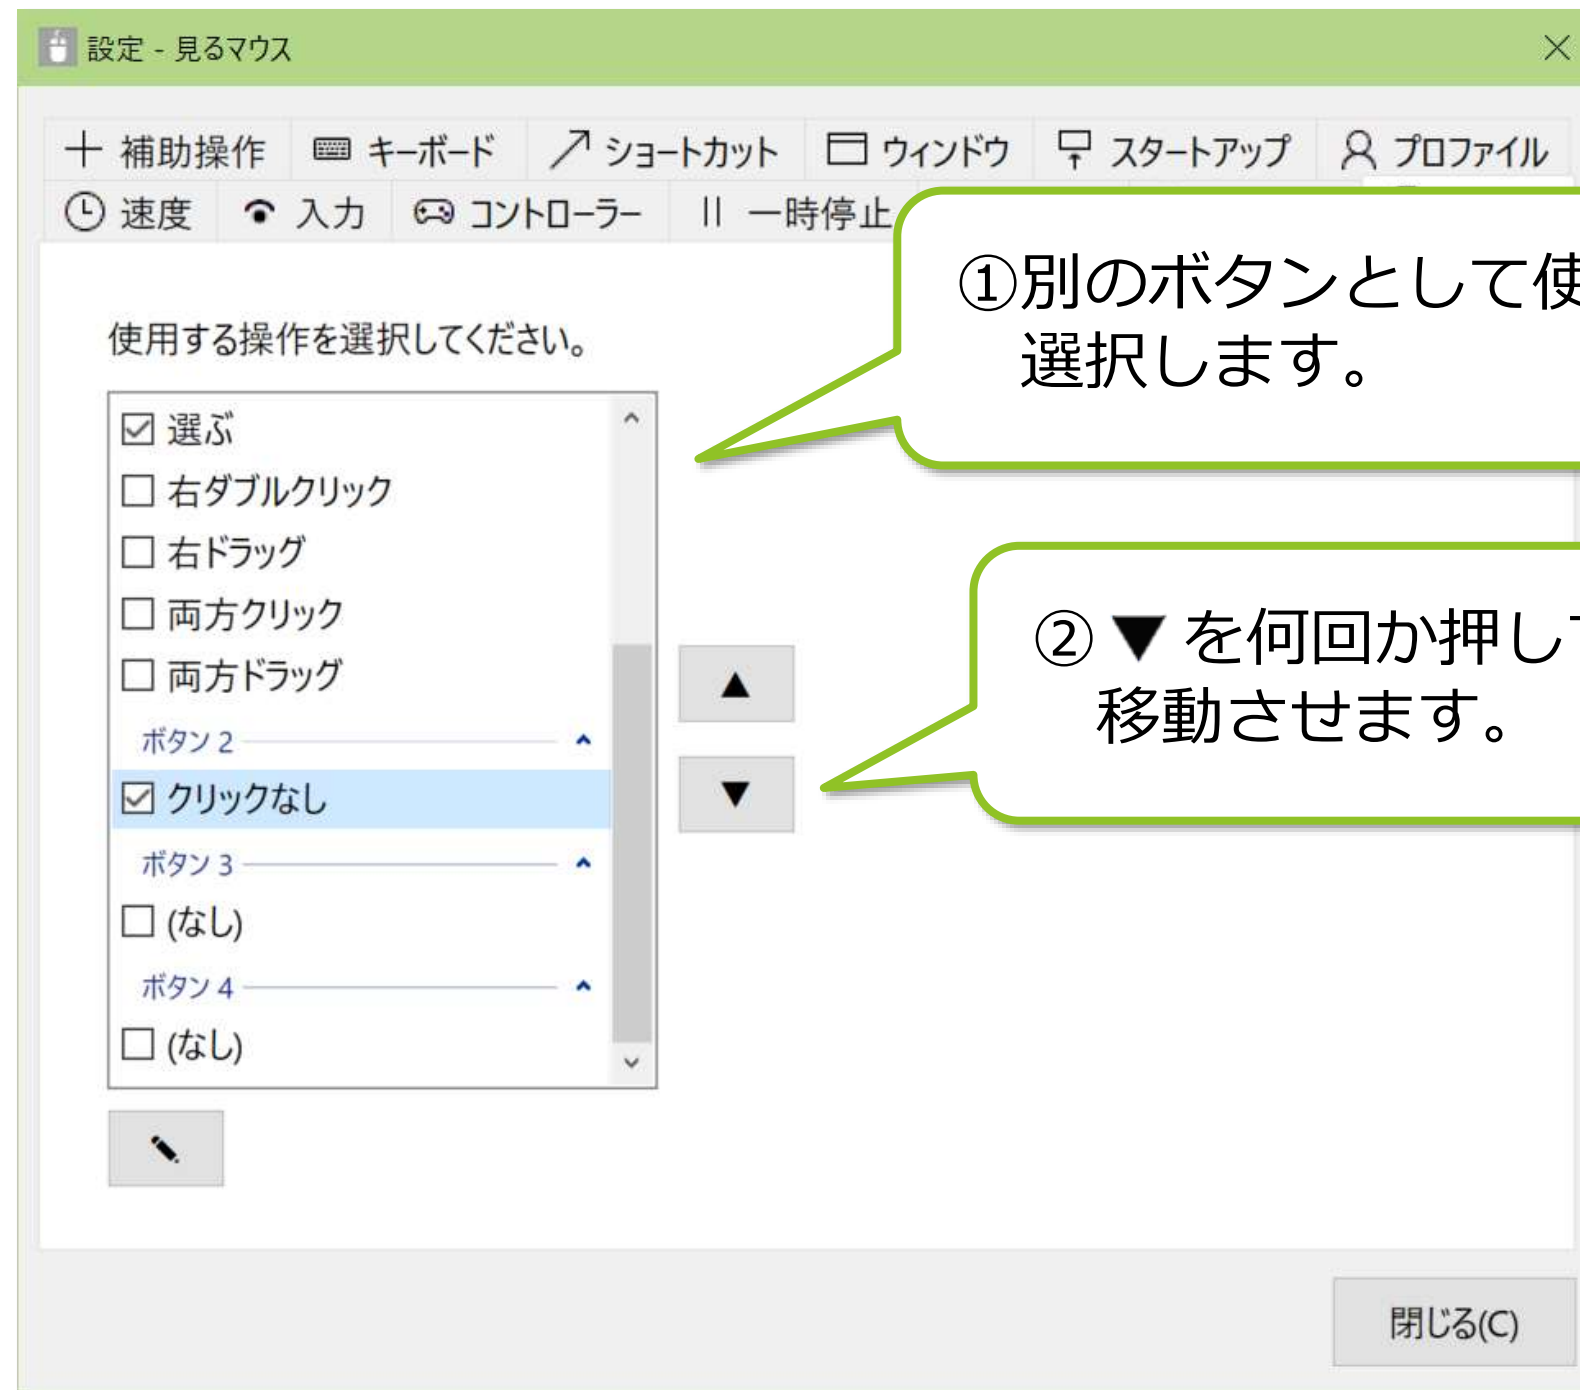 設定 - 見るマウス
補助操作 キーボード ショートカット ウィンドウ スタートアップ プロファイル
速度 入力 コントローラー 一時停止
①別のボタンとして使
選択します。
使用する操作を選択してください。
選ぶ
右ダブルクリック
右ドラッグ
両方クリック
両方ドラッグ
ボタン 2
クリックなし
ボタン 3
(なし)
ボタン 4
(なし)
▲
▼
②▼を何回か押して
移動させます。
閉じる(C)